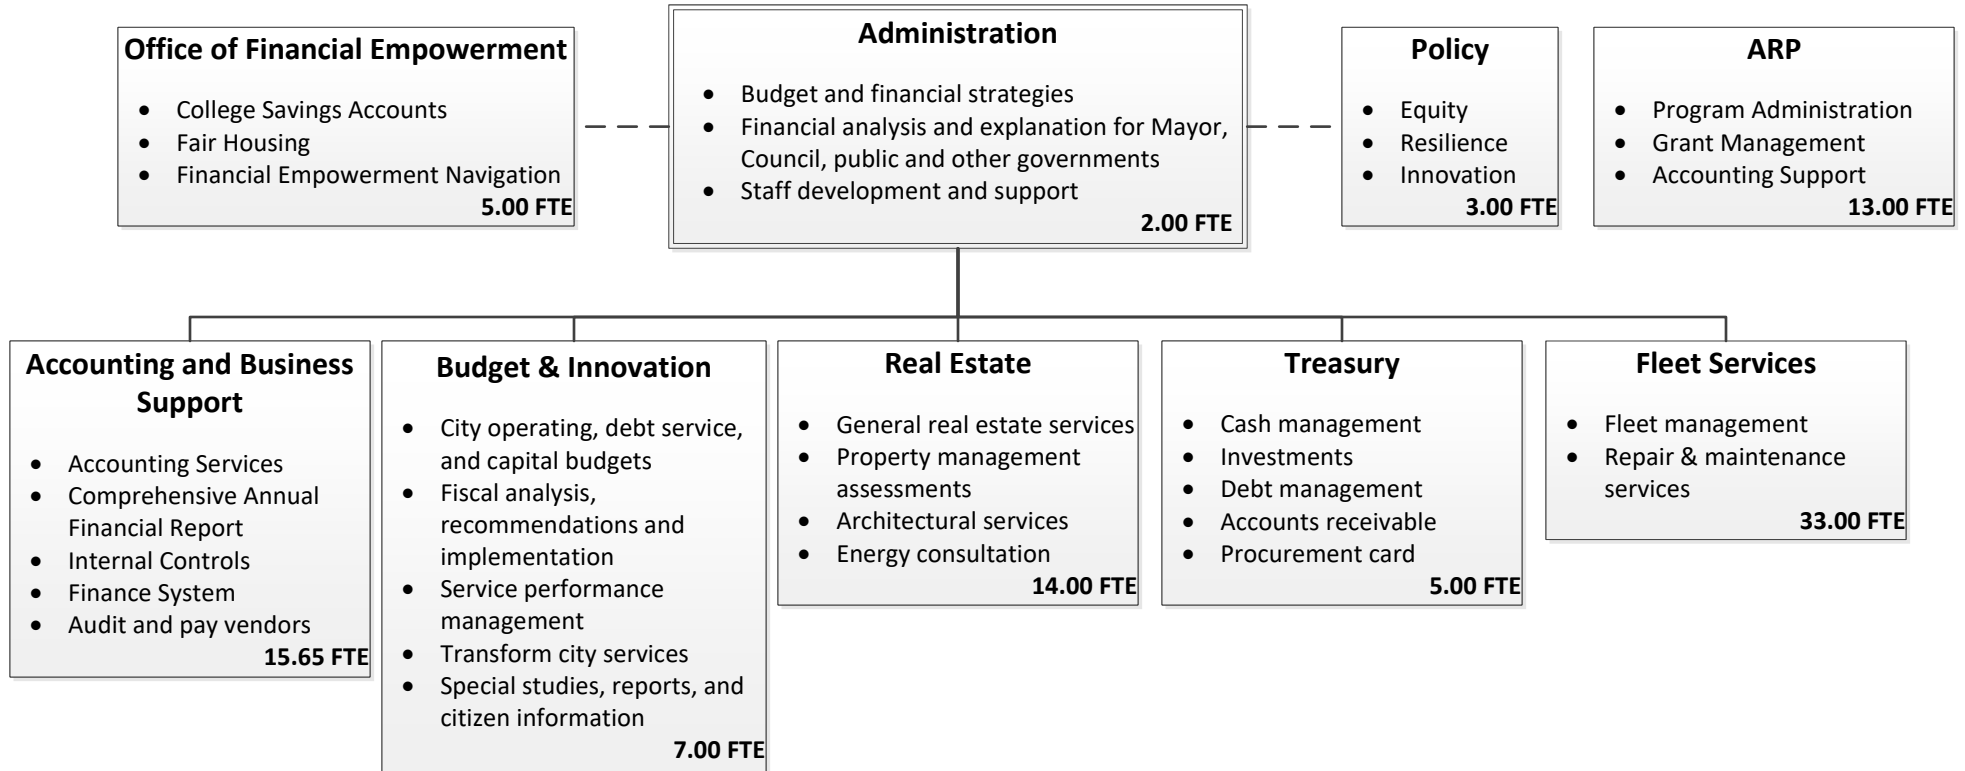 Office of Financial Empowerment
• College Savings Accounts
• Fair Housing
• Financial Empowerment Navigation
5.00 FTE
Administration
• Budget and financial strategies
• Financial analysis and explanation for Mayor,
Council, public and other governments
• Staff development and support
2.00 FTE
Policy
• Equity
• Resilience
• Innovation
3.00 FTE
ARP
• Program Administration
• Grant Management
• Accounting Support
13.00 FTE
Accounting and Business
Support
• Accounting Services
• Comprehensive Annual
Financial Report
• Internal Controls
• Finance System
• Audit and pay vendors
15.65 FTE
Budget & Innovation
• City operating, debt service,
and capital budgets
• Fiscal analysis,
recommendations and
implementation
• Service performance
management
• Transform city services
• Special studies, reports, and
citizen information
7.00 FTE
Real Estate
• General real estate services
• Property management
assessments
• Architectural services
• Energy consultation
14.00 FTE
Treasury
• Cash management
• Investments
• Debt management
• Accounts receivable
• Procurement card
5.00 FTE
Fleet Services
• Fleet management
• Repair & maintenance
services
33.00 FTE